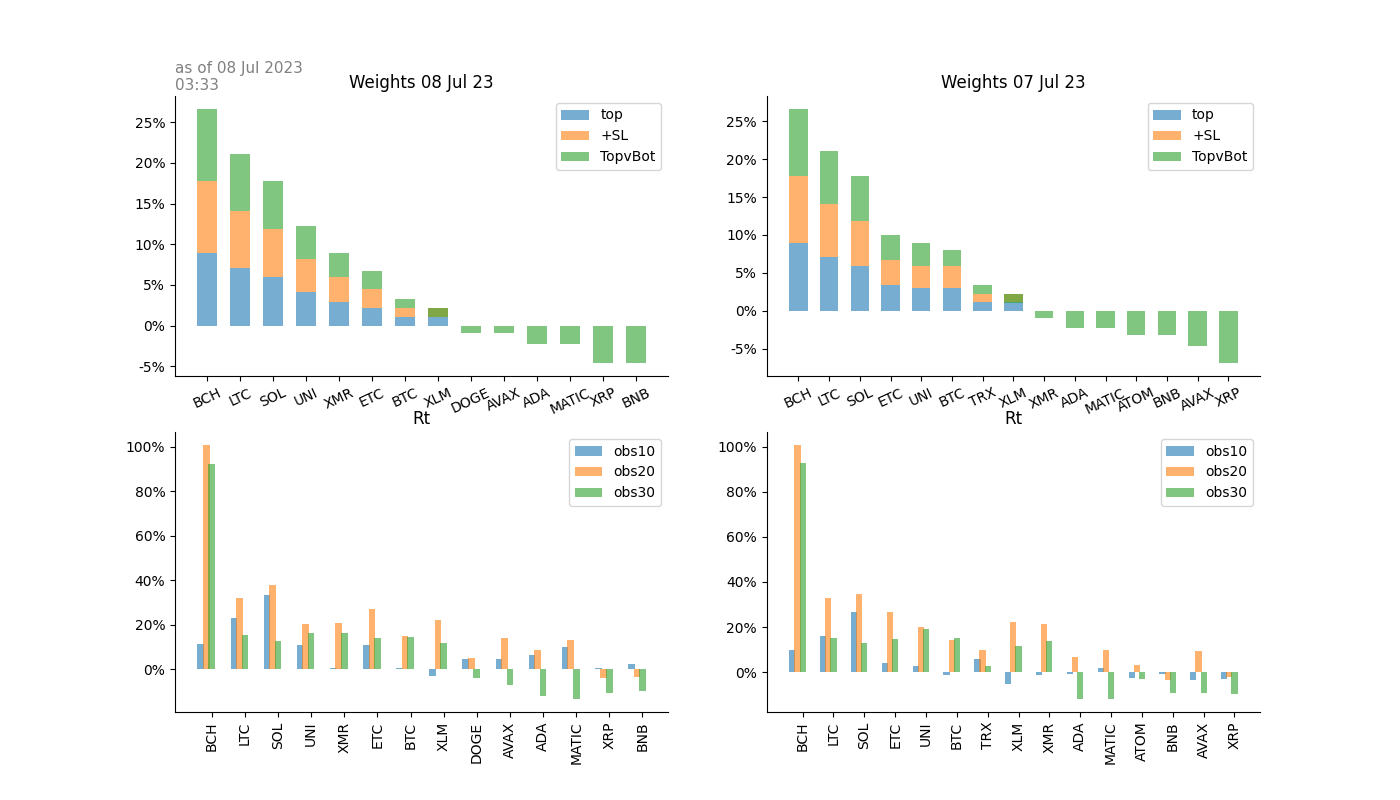 as of 08 Jul 2023
03:33
Weights 08 Jul 23
25%
20%
15%
10%
5%
0%
-5%
top
+SL
TopvBot
BCH LTC SOL UNI XMR ETC BTC XLM DOGE AVAX ADA MATIC XRP BNB
Weights 07 Jul 23
25%
20%
15%
10%
5%
0%
-5%
top
+SL
TopvBot
BCH LTC SOL ETC UNI BTC TRX XLM XMR ADA MATIC ATOM BNB AVAX XRP
Rt
100%
80%
60%
40%
20%
0%
obs10
obs20
obs30
BCH LTC SOL UNI XMR ETC BTC XLM DOGE AVAX ADA MATIC XRP BNB
Rt
100%
80%
60%
40%
20%
0%
obs10
obs20
obs30
BCH LTC SOL ETC UNI BTC TRX XLM XMR ADA MATIC ATOM BNB AVAX XRP